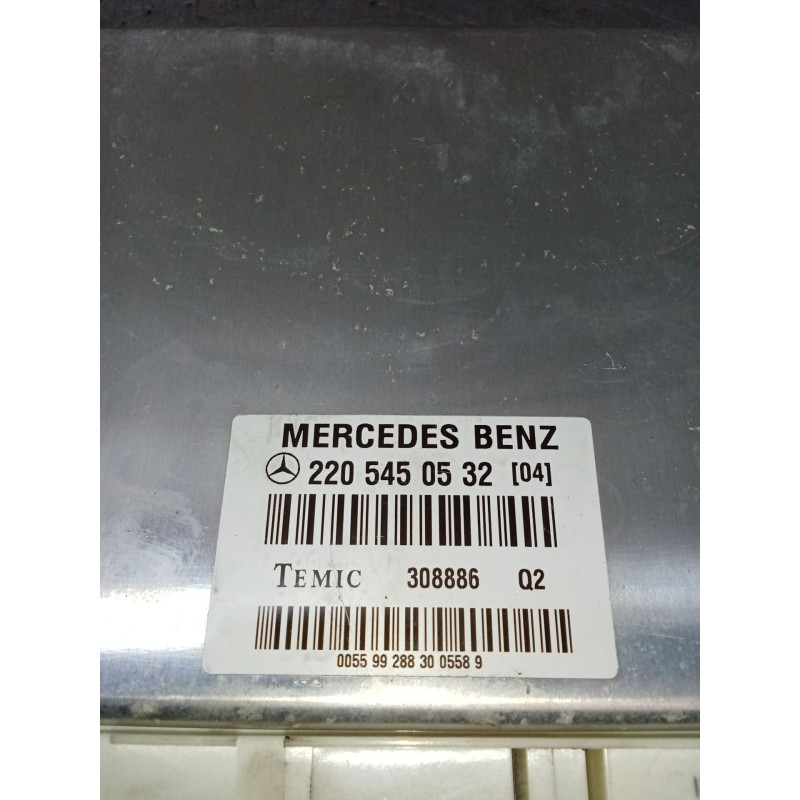 MERCEDES BENZ
220 545 05 32 [04]
TEMIC 308886 Q2
0055 99 288 30 0558 9